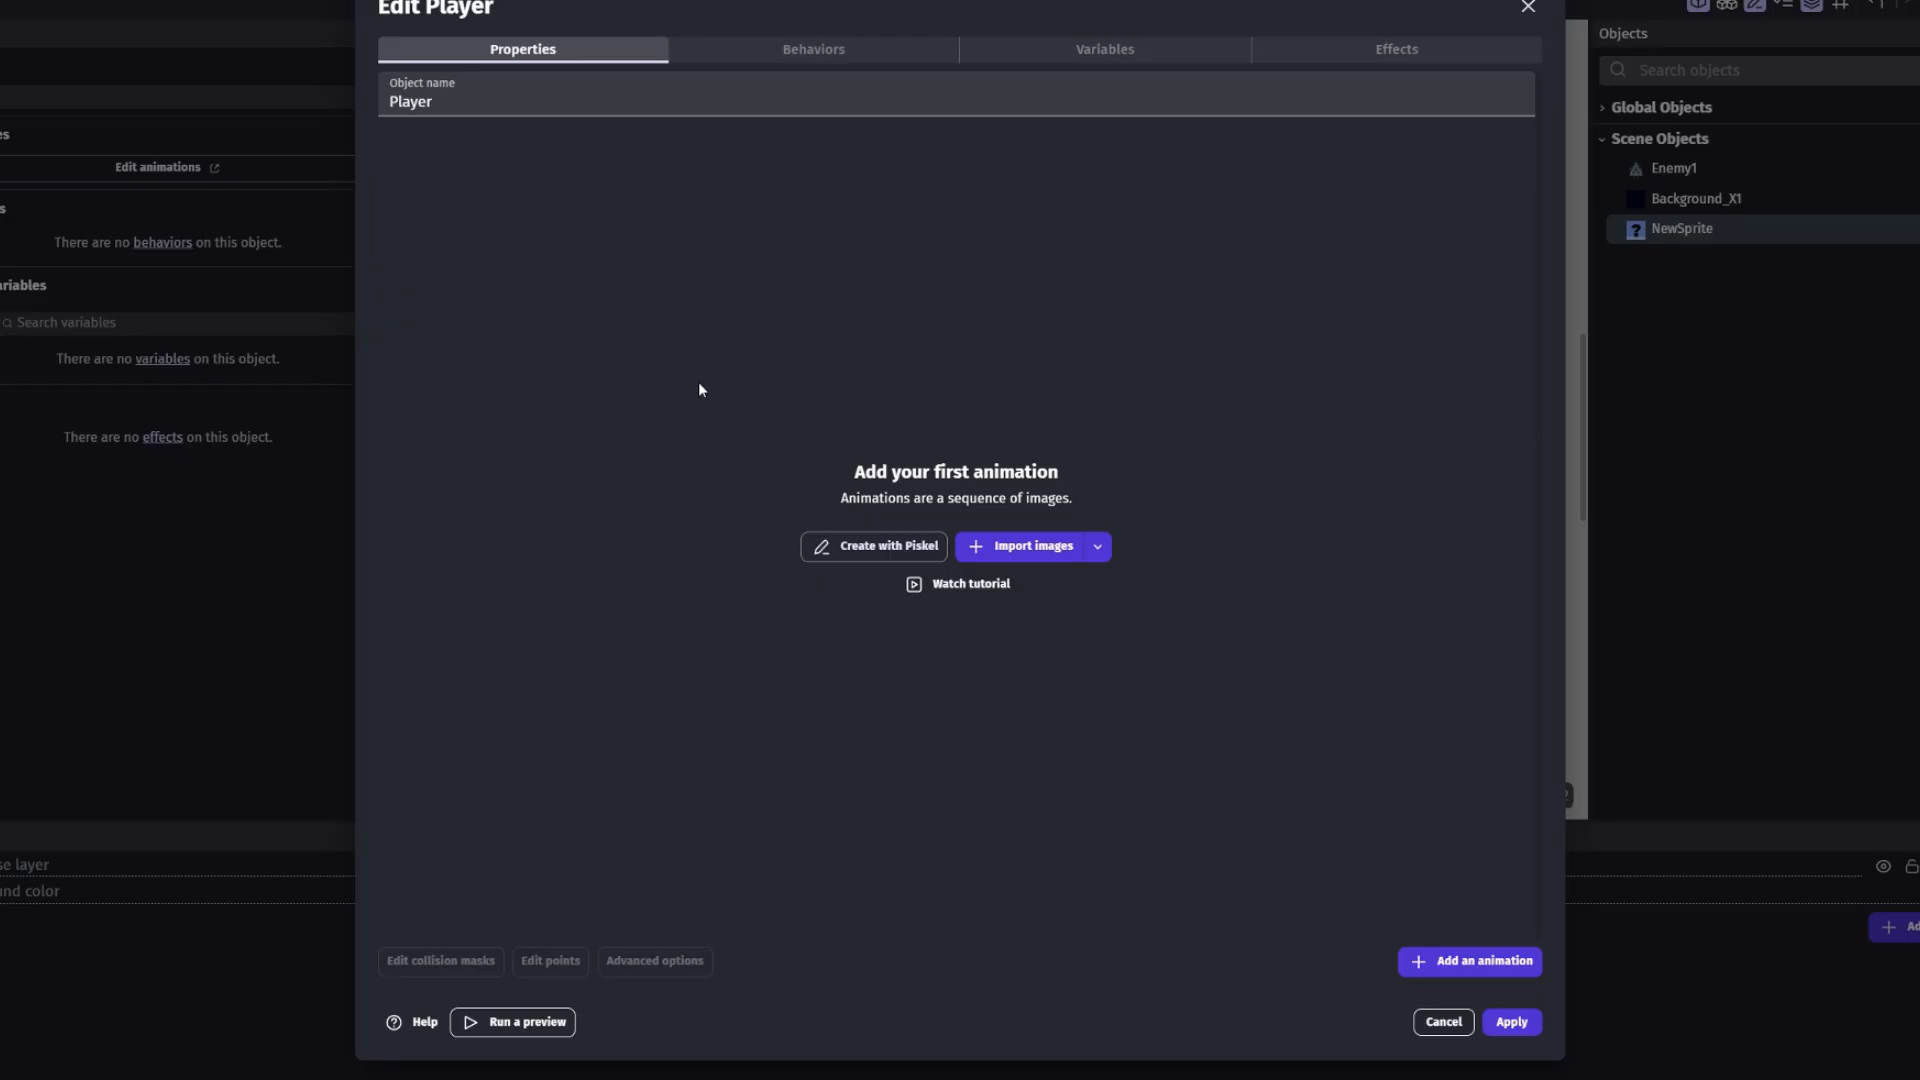 Edit Player
Properties
Behaviors
Variables
Effects
Object name
Player
Edit animations
There are no behaviors on this object.
Search variables
There are no variables on this object.
There are no effects on this object.
Add your first animation
Animations are a sequence of images.
Create with Piskel
Import images
Watch tutorial
Edit collision masks
Edit points
Advanced options
Add an animation
Help
Run a preview
Cancel
Apply
Objects
Search objects
Global Objects
Scene Objects
Enemy1
Background_X1
NewSprite
se layer
und color